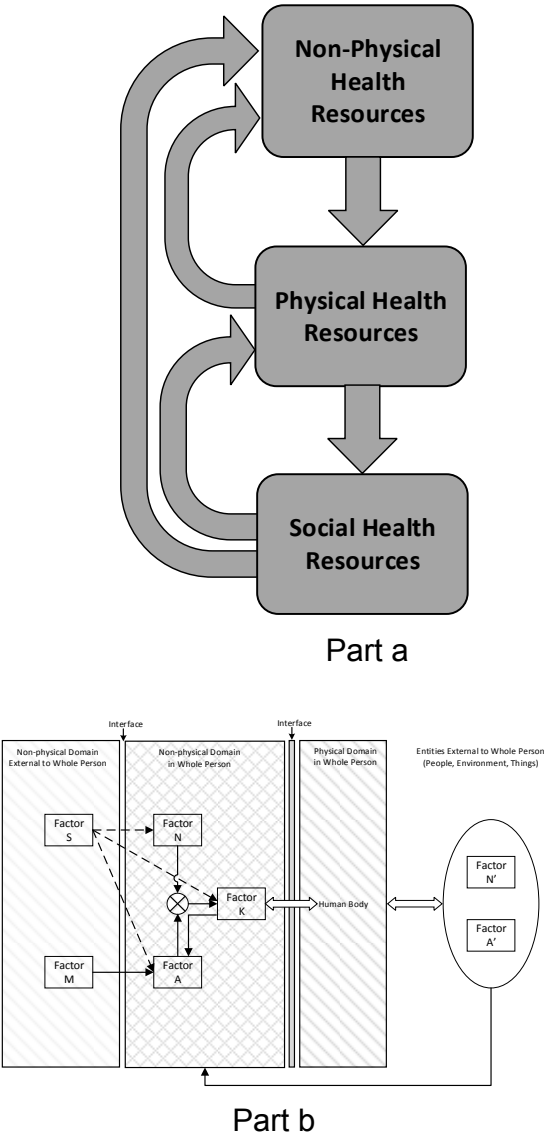 Non-Physical
Health
Resources
Physical Health
Resources
Social Health
Resources
Part a
Interface
Interface
Non-physical Domain
External to Whole Person
Non-physical Domain
in Whole Person
Physical Domain
in Whole Person
Entities External to Whole Person
(People, Environment, Things)
Factor
S
Factor
N
Factor
K
Human Body
Factor
N’
Factor
A’
Factor
M
Factor
A
Part b